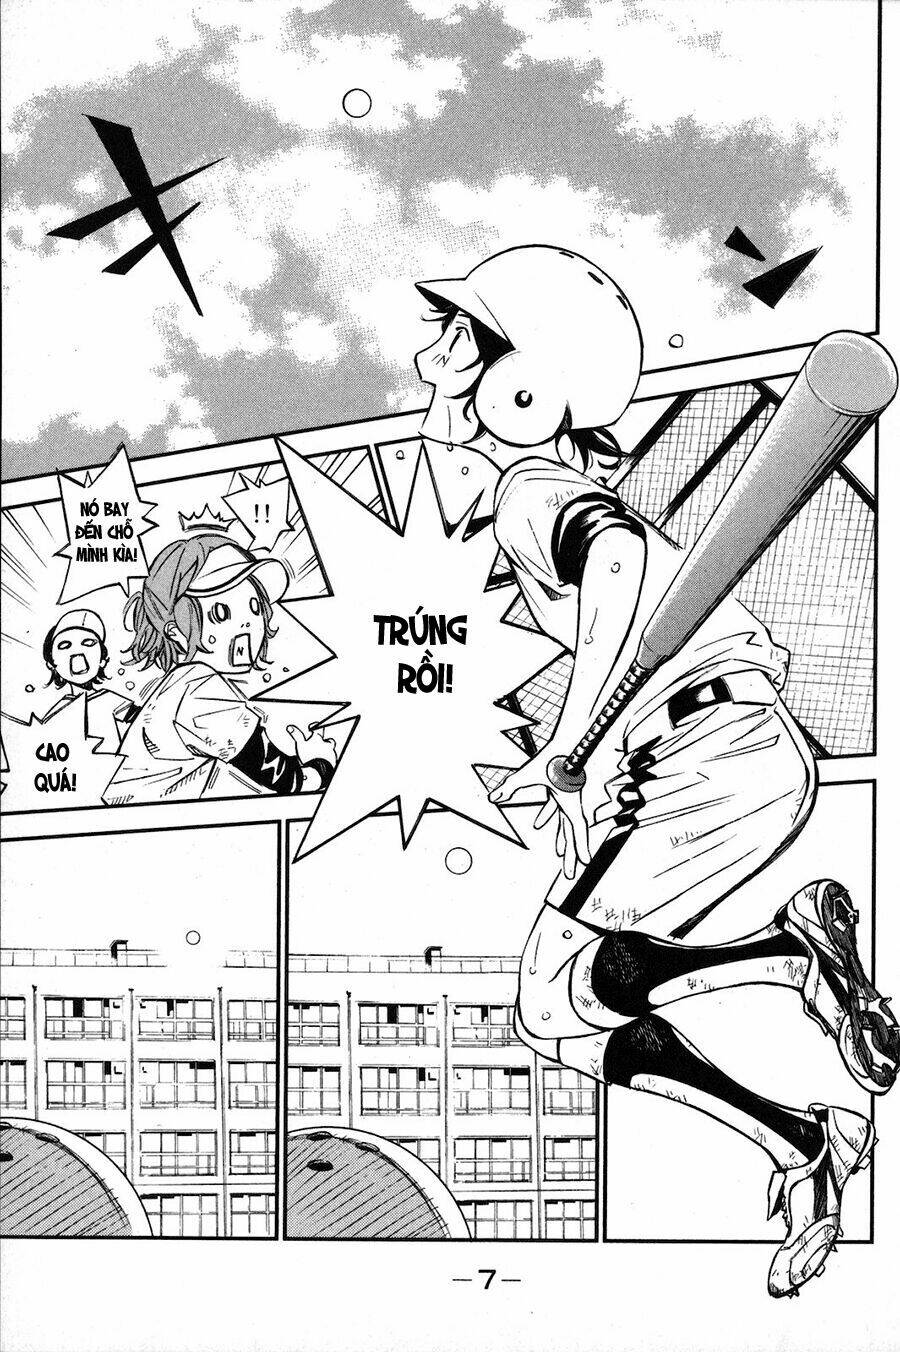 TRÚNG
RỒI!
!!
NÓ BAY
ĐẾN CHỖ
MÌNH KÌA!
CAO
QUÁ!
-7-